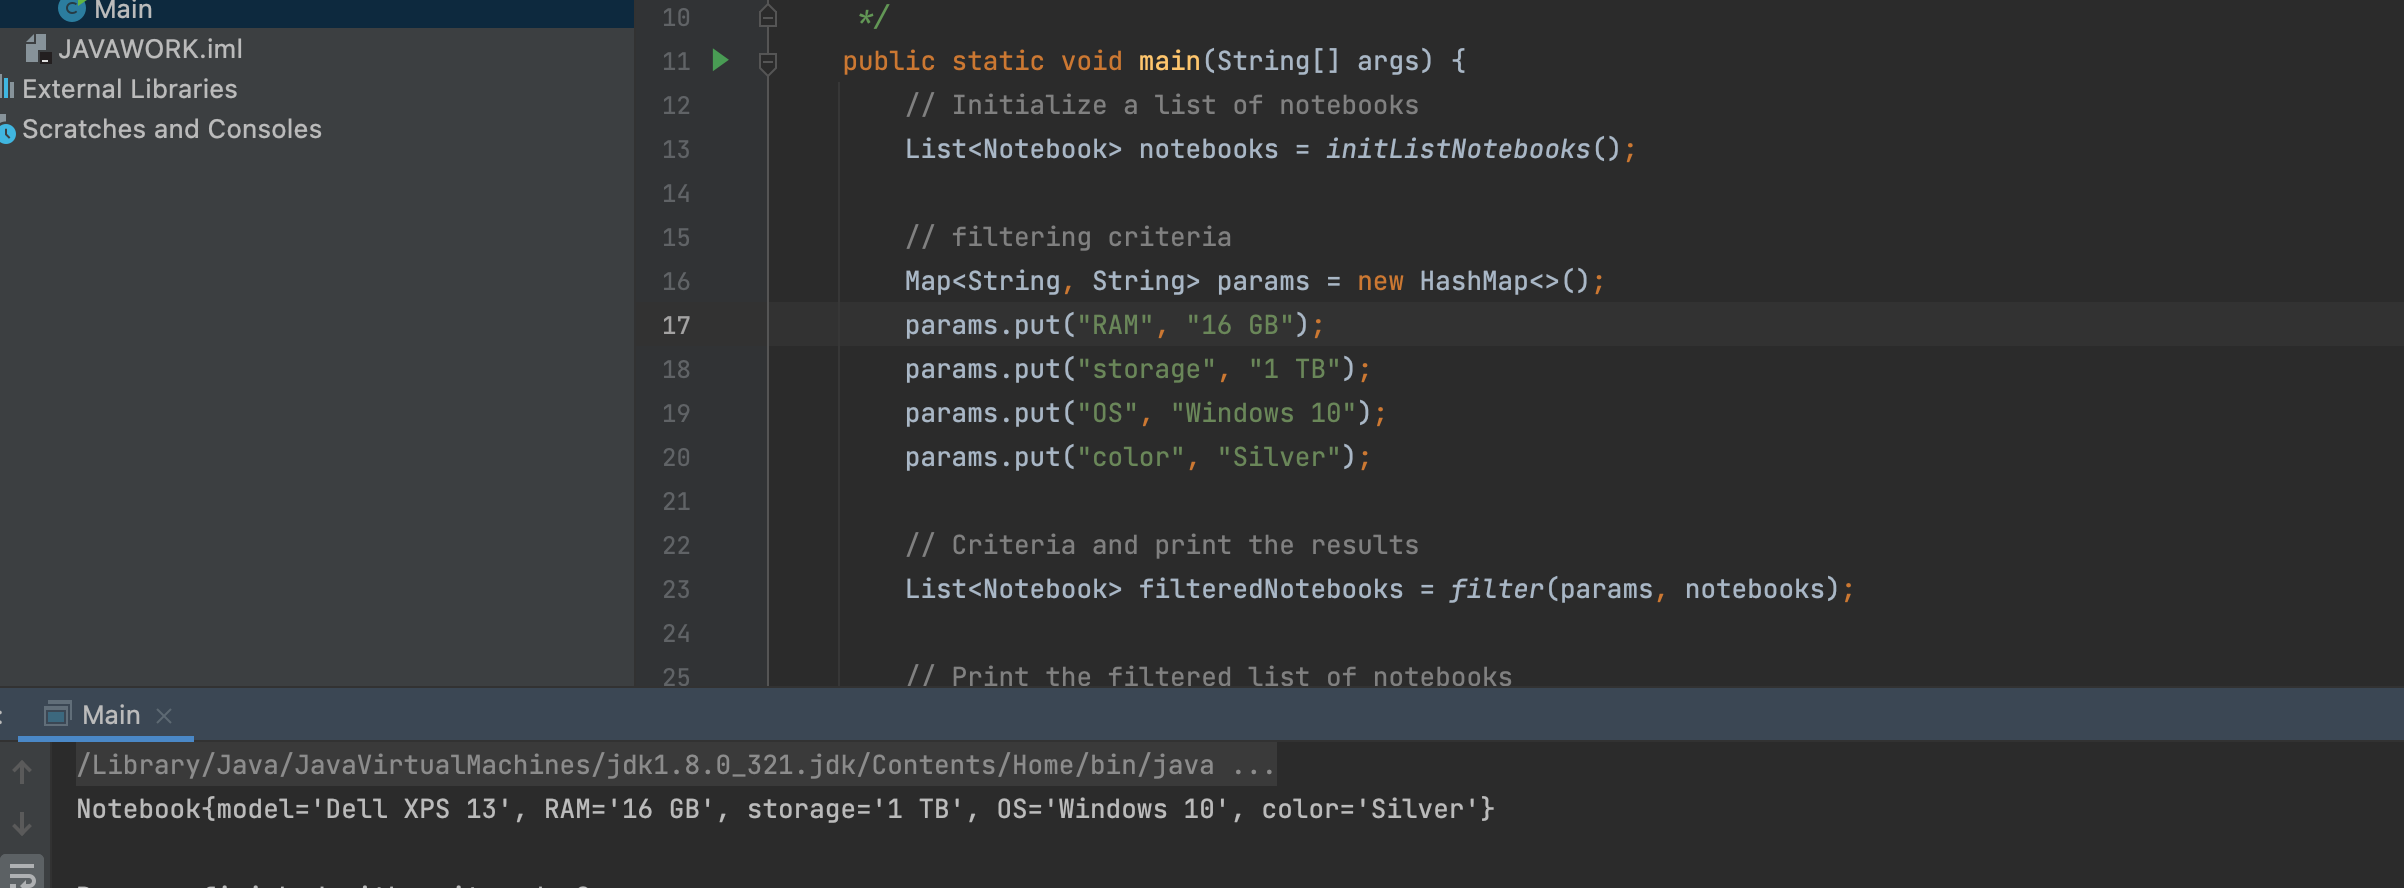 Main
JAVAWORK.iml
External Libraries
Scratches and Consoles
10 */
11 public static void main(String[] args) {
12 // Initialize a list of notebooks
13 List<Notebook> notebooks = initListNotebooks();
14
15 // filtering criteria
16 Map<String, String> params = new HashMap<>();
17 params.put("RAM", "16 GB");
18 params.put("storage", "1 TB");
19 params.put("OS", "Windows 10");
20 params.put("color", "Silver");
21
22 // Criteria and print the results
23 List<Notebook> filteredNotebooks = filter(params, notebooks);
24
25 // Print the filtered list of notebooks
Main
/Library/Java/JavaVirtualMachines/jdk1.8.0_321.jdk/Contents/Home/bin/java ...
Notebook{model='Dell XPS 13', RAM='16 GB', storage='1 TB', OS='Windows 10', color='Silver'}